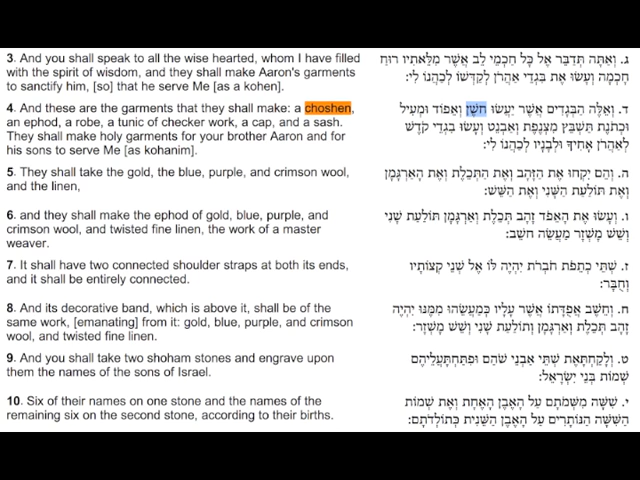 3. And you shall speak to all the wise hearted, whom I have filled
with the spirit of wisdom, and they shall make Aaron's garments
to sanctify him, [so] that he serve Me [as a kohen].
ג. וְאַתָּה תְּדַבֵּר אֶל כָּל חַכְמֵי לֵב אֲשֶׁר מִלֵּאתִיו רוּחַ
חָכְמָה וְעָשׂוּ אֶת בִּגְדֵי אַהֲרֹן לְקַדְּשׁוֹ לְכַהֲנוֹ לִי:
4. And these are the garments that they shall make: a choshen,
an ephod, a robe, a tunic of checker work, a cap, and a sash.
They shall make holy garments for your brother Aaron and for
his sons to serve Me [as kohanim].
ד. וְאֵלֶּה הַבְּגָדִים אֲשֶׁר יַעֲשׂוּ חֹשֶׁן וְאֵפוֹד וּמְעִיל
וּכְתֹנֶת תַּשְׁבֵּץ מִצְנֶפֶת וְאַבְנֵט וְעָשׂוּ בִגְדֵי קֹדֶשׁ
לְאַהֲרֹן אָחִיךָ וּלְבָנָיו לְכַהֲנוֹ לִי:
5. They shall take the gold, the blue, purple, and crimson wool,
and the linen,
ה. וְהֵם יִקְחוּ אֶת הַזָּהָב וְאֶת הַתְּכֵלֶת וְאֶת הָאַרְגָּמָן
וְאֶת תּוֹלַעַת הַשָּׁנִי וְאֶת הַשֵּׁשׁ:
6. and they shall make the ephod of gold, blue, purple, and
crimson wool, and twisted fine linen, the work of a master
weaver.
ו. וְעָשׂוּ אֶת הָאֵפֹד זָהָב תְּכֵלֶת וְאַרְגָּמָן תּוֹלַעַת שָׁנִי
וְשֵׁשׁ מָשְׁזָר מַעֲשֵׂה חשֵׁב:
7. It shall have two connected shoulder straps at both its ends,
and it shall be entirely connected.
ז. שְׁתֵּי כְתֵפֹת חֹבְרֹת יִהְיֶה לּוֹ אֶל שְׁנֵי קְצוֹתָיו
וְחֻבָּר:
8. And its decorative band, which is above it, shall be of the
same work, [emanating] from it: gold, blue, purple, and crimson
wool, and twisted fine linen.
ח. וְחֵשֶׁב אֲפֻדָּתוֹ אֲשֶׁר עָלָיו כְּמַעֲשֵׂהוּ מִמֶּנּוּ יִהְיֶה
זָהָב תְּכֵלֶת וְאַרְגָּמָן וְתוֹלַעַת שָׁנִי וְשֵׁשׁ מָשְׁזָר:
9. And you shall take two shoham stones and engrave upon
them the names of the sons of Israel.
ט. וְלָקַחְתָּ אֶת שְׁתֵּי אַבְנֵי שֹׁהַם וּפִתַּחְתָּ עֲלֵיהֶם
שְׁמוֹת בְּנֵי יִשְׂרָאֵל:
10. Six of their names on one stone and the names of the
remaining six on the second stone, according to their births.
י. שִׁשָּׁה מִשְּׁמֹתָם עַל הָאֶבֶן הָאֶחָת וְאֶת שְׁמוֹת
הַשִּׁשָּׁה הַנּוֹתָרִים עַל הָאֶבֶן הַשֵּׁנִית כְּתוֹלְדֹתָם: